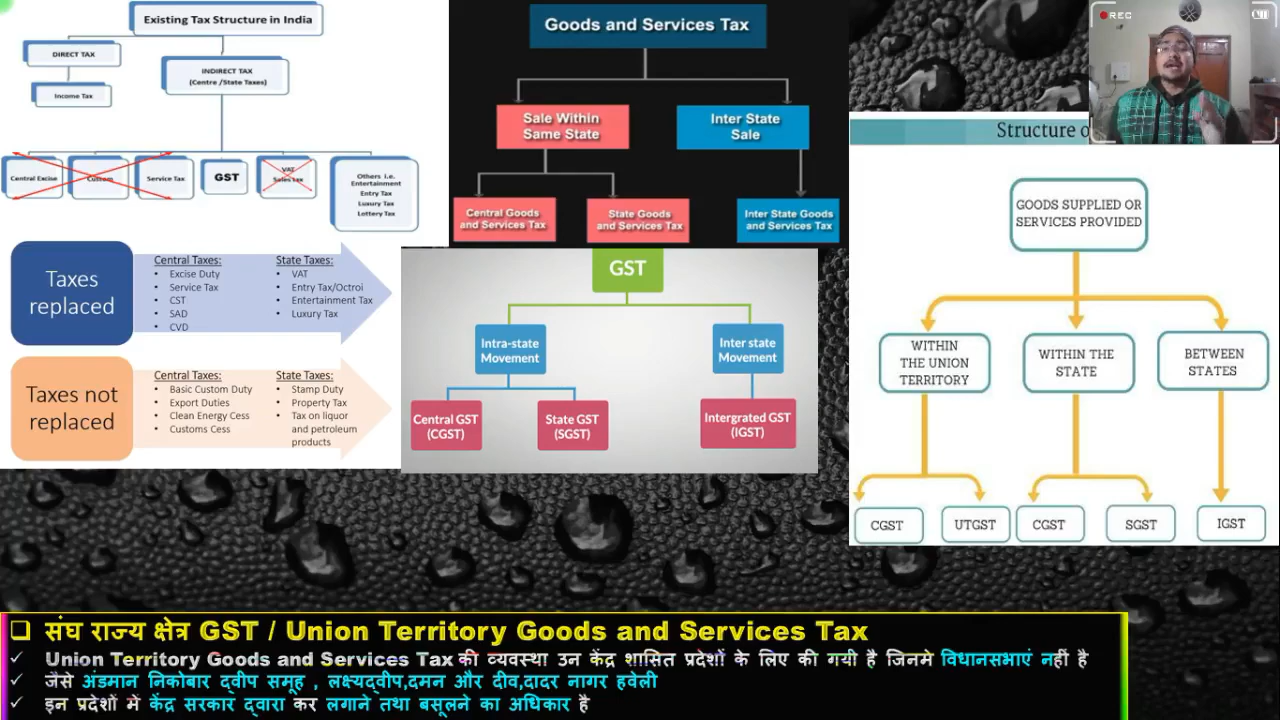 Existing Tax Structure in India
DIRECT TAX
Income Tax
INDIRECT TAX
(Centre /State Taxes)
Central Excise
Custom
Service Tax
GST
VAT
Sales tax
Others i.e.
Entertainment
Entry Tax
Luxury Tax
Lottery Tax
Taxes
replaced
Central Taxes:
• Excise Duty
• Service Tax
• CST
• SAD
• CVD
State Taxes:
• VAT
• Entry Tax/Octroi
• Entertainment Tax
• Luxury Tax
Taxes not
replaced
Central Taxes:
• Basic Custom Duty
• Export Duties
• Clean Energy Cess
• Customs Cess
State Taxes:
• Stamp Duty
• Property Tax
• Tax on liquor
and petroleum
products
Goods and Services Tax
Sale Within
Same State
Inter State
Sale
Central Goods
and Services Tax
State Goods
and Services Tax
Inter State Goods
and Services Tax
GST
Intra-state
Movement
Inter state
Movement
Central GST
(CGST)
State GST
(SGST)
Intergrated GST
(IGST)
REC
Structure o
GOODS SUPPLIED OR
SERVICES PROVIDED
WITHIN
THE UNION
TERRITORY
WITHIN THE
STATE
BETWEEN
STATES
CGST
UTGST
CGST
SGST
IGST
❑ संघ राज्य क्षेत्र GST / Union Territory Goods and Services Tax
✓ Union Territory Goods and Services Tax की व्यवस्था उन केंद्र शासित प्रदेशों के लिए की गयी है जिनमे विधानसभाएं नहीं है
✓ जैसे अंडमान निकोबार द्वीप समूह , लक्ष्यद्वीप,दमन और दीव,दादर नागर हवेली
✓ इन प्रदेशों में केंद्र सरकार द्वारा कर लगाने तथा बसूलने का अधिकार है